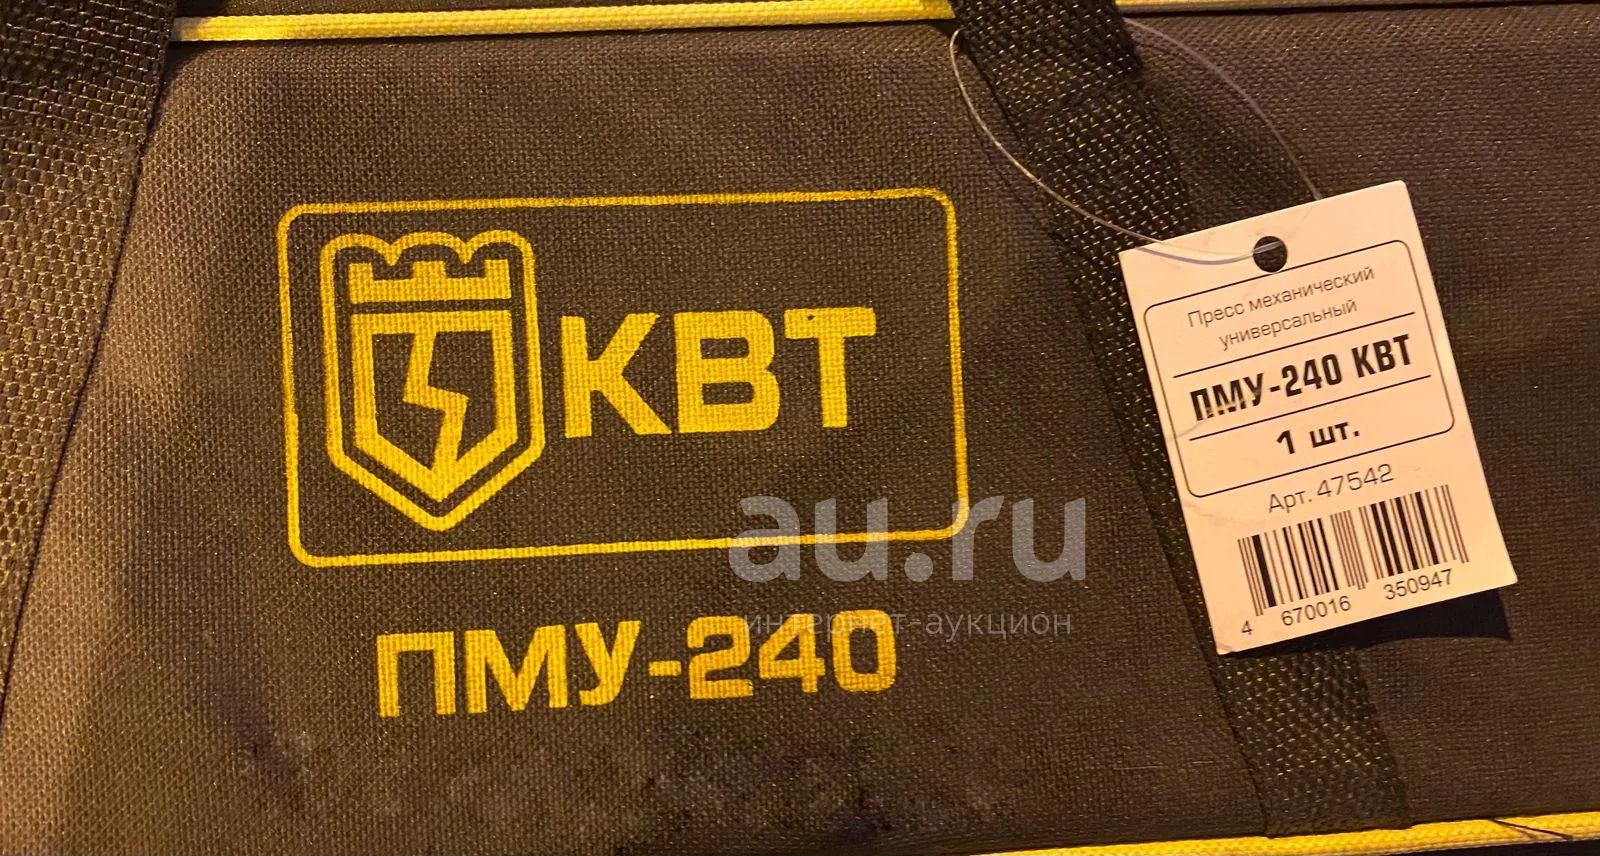 КВТ
ПМУ-240
Пресс механический
универсальный
ПМУ-240 КВТ
1 шт.
Арт. 47542
4 670016 350947
au.ru
интернет-аукцион